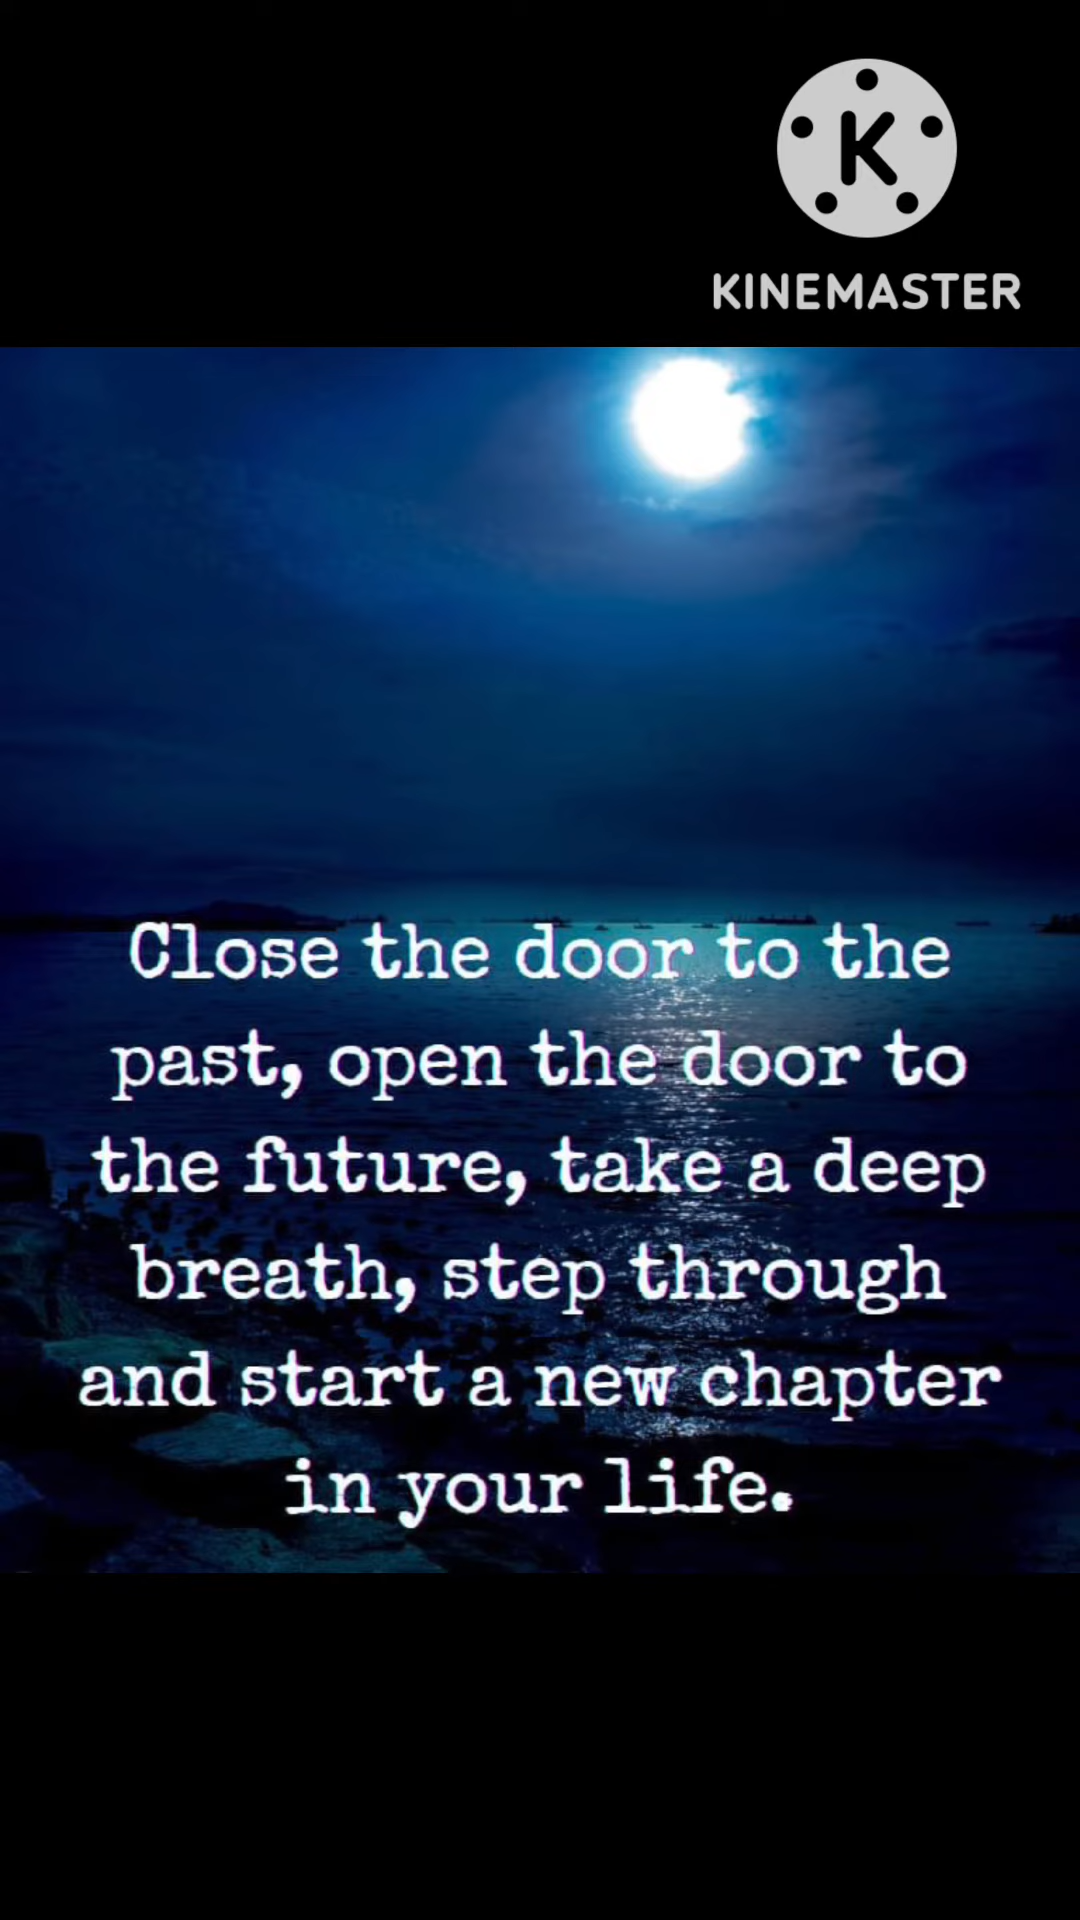 K
KINEMASTER
Close the door to the
past, open the door to
the future, take a deep
breath, step through
and start a new chapter
in your life.